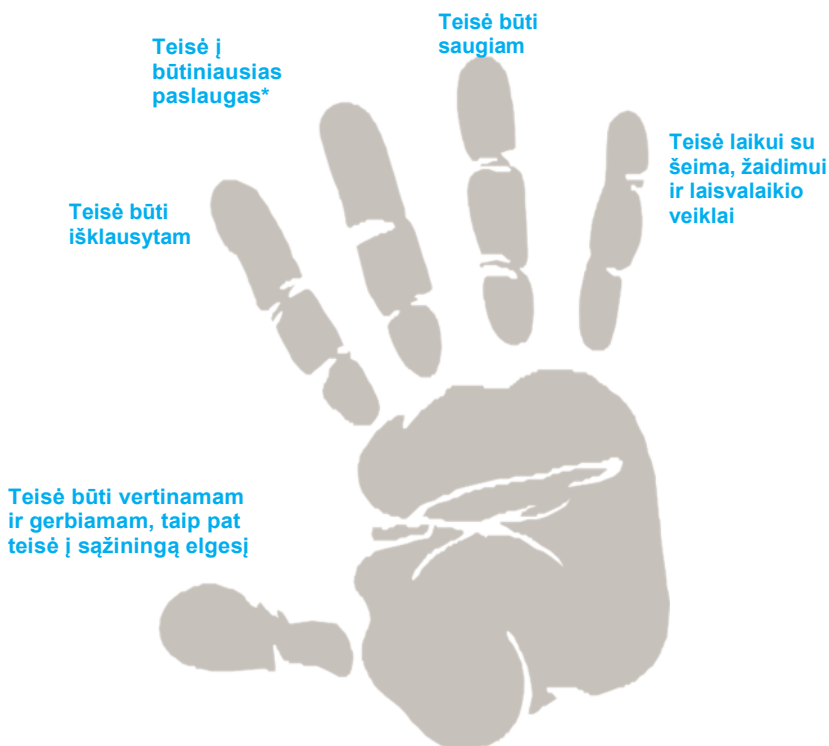 Teisė būti
saugiam
Teisė į
būtiniausias
paslaugas*
Teisė laikui su
šeima, žaidimui
ir laisvalaikio
veiklai
Teisė būti
išklausytam
Teisė būti vertinamam
ir gerbiamam, taip pat
teisė į sąžiningą elgesį